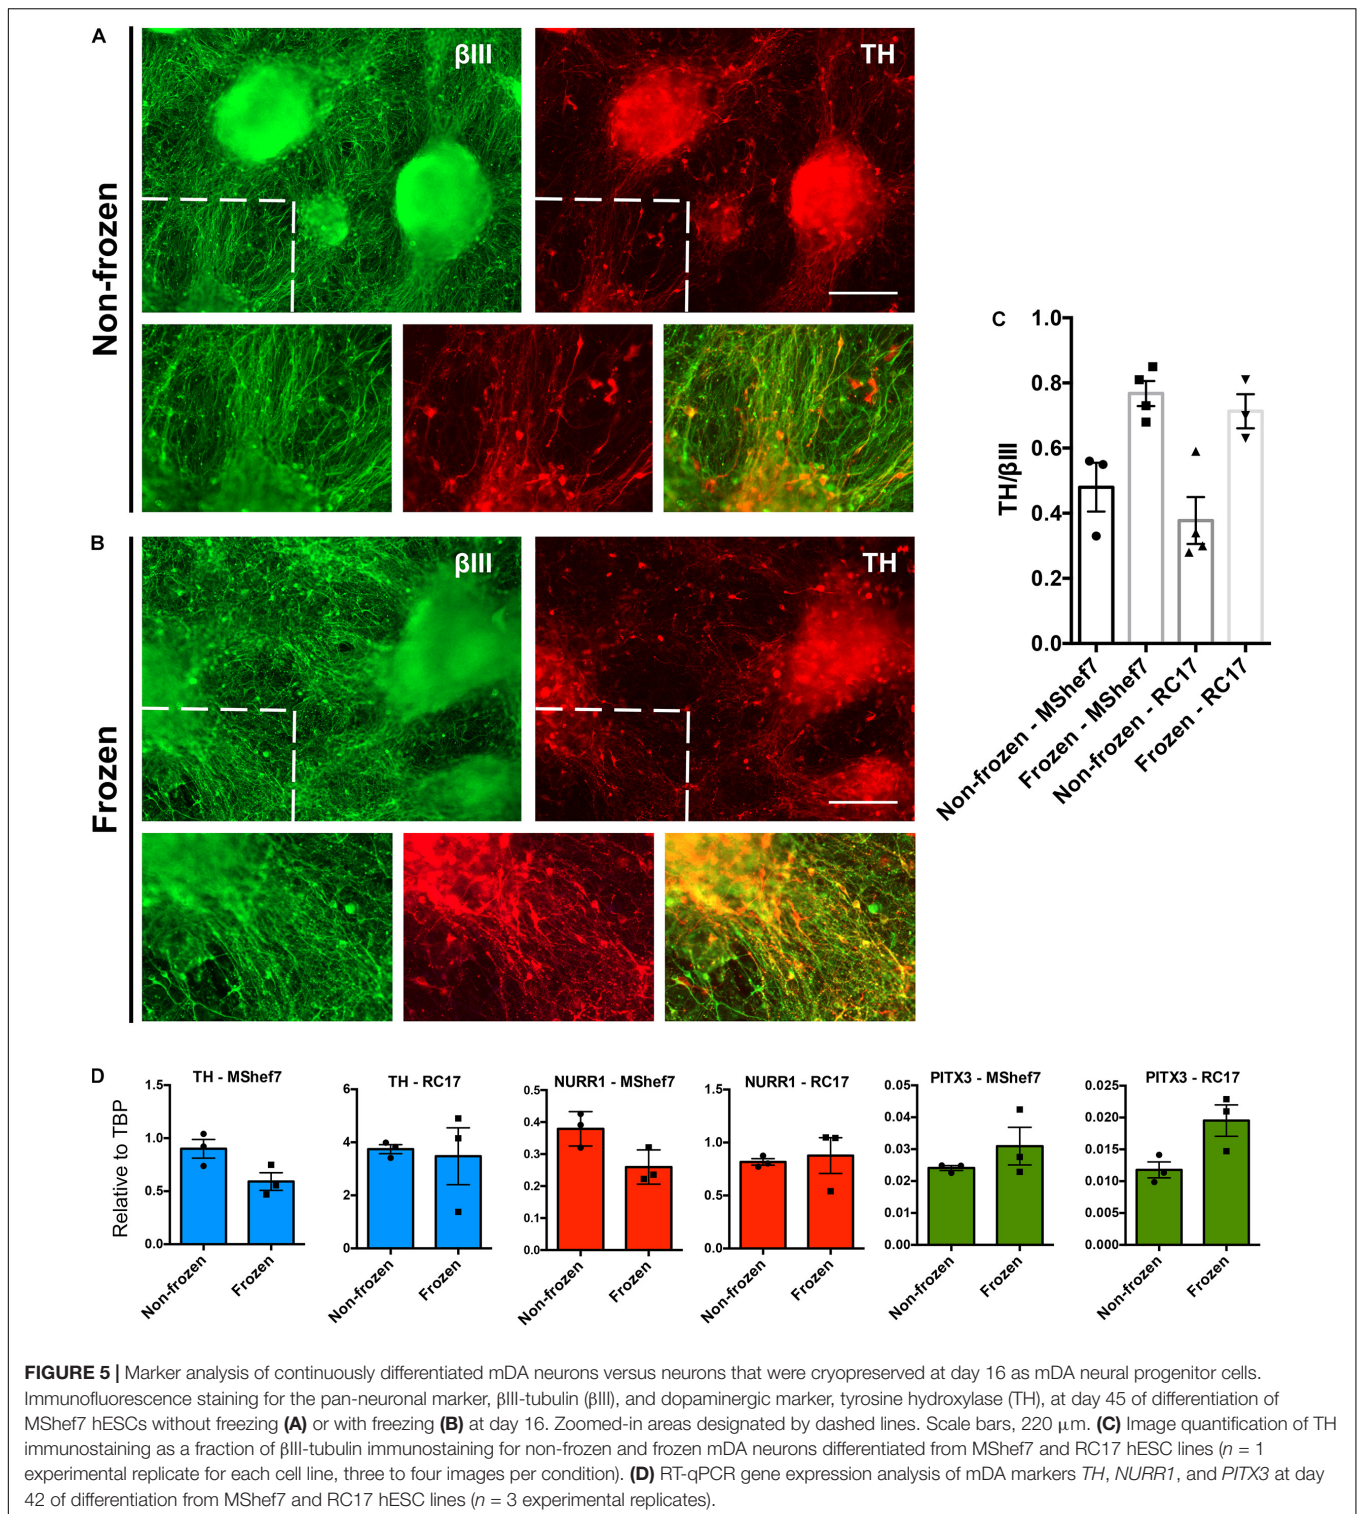 A
Non-frozen
βIII
TH
B
Frozen
βIII
TH
C
TH/βIII
1.0
0.8
0.6
0.4
0.2
0.0
Non-frozen - MShef7
Frozen - MShef7
Non-frozen - RC17
Frozen - RC17
D
Relative to TBP
TH - MShef7
1.5
1.0
0.5
0.0
Non-frozen
Frozen
TH - RC17
6
4
2
0
Non-frozen
Frozen
NURR1 - MShef7
0.5
0.4
0.3
0.2
0.1
0.0
Non-frozen
Frozen
NURR1 - RC17
1.5
1.0
0.5
0.0
Non-frozen
Frozen
PITX3 - MShef7
0.05
0.04
0.03
0.02
0.01
0.00
Non-frozen
Frozen
PITX3 - RC17
0.025
0.020
0.015
0.010
0.005
0.000
Non-frozen
Frozen
FIGURE 5 | Marker analysis of continuously differentiated mDA neurons versus neurons that were cryopreserved at day 16 as mDA neural progenitor cells.
Immunofluorescence staining for the pan-neuronal marker, βIII-tubulin (βIII), and dopaminergic marker, tyrosine hydroxylase (TH), at day 45 of differentiation of
MShef7 hESCs without freezing (A) or with freezing (B) at day 16. Zoomed-in areas designated by dashed lines. Scale bars, 220 μm. (C) Image quantification of TH
immunostaining as a fraction of βIII-tubulin immunostaining for non-frozen and frozen mDA neurons differentiated from MShef7 and RC17 hESC lines (n = 1
experimental replicate for each cell line, three to four images per condition). (D) RT-qPCR gene expression analysis of mDA markers TH, NURR1, and PITX3 at day
42 of differentiation from MShef7 and RC17 hESC lines (n = 3 experimental replicates).